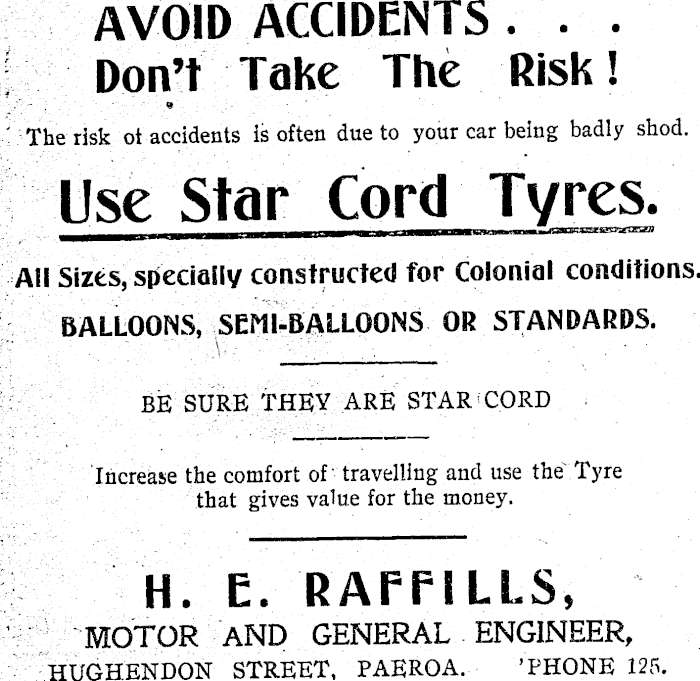 AVOID ACCIDENTS . . .
Don't Take The Risk!
The risk of accidents is often due to your car being badly shod.
Use Star Cord Tyres.
All Sizes, specially constructed for Colonial conditions.
BALLOONS, SEMI-BALLOONS OR STANDARDS.
BE SURE THEY ARE STAR CORD
Increase the comfort of travelling and use the Tyre
that gives value for the money.
H. E. RAFFILLS,
MOTOR AND GENERAL ENGINEER,
HUGHENDON STREET, PAEROA. 'PHONE 125.